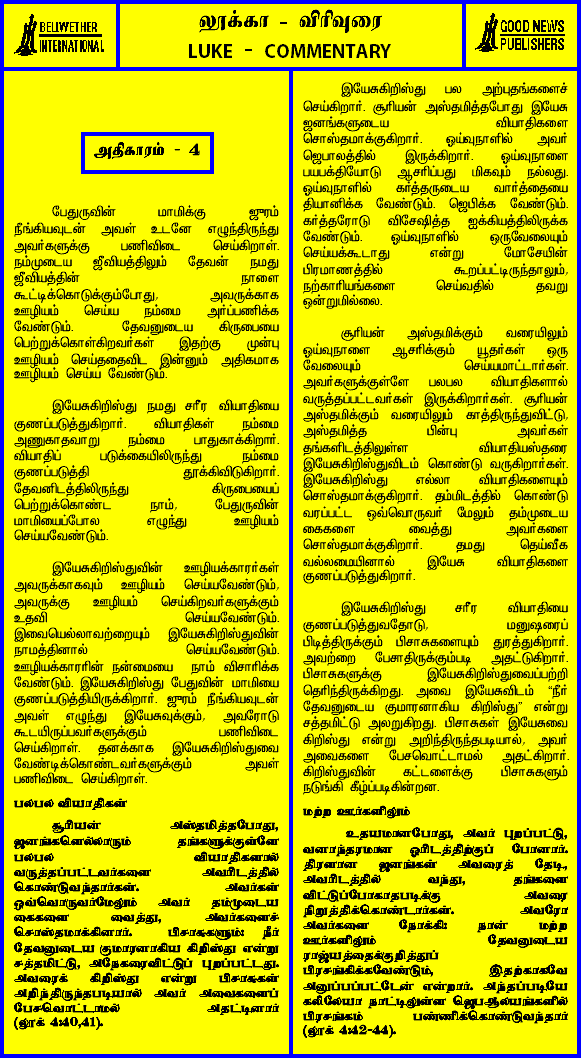 BELLWETHER
INTERNATIONAL
லூக்கா - விரிவுரை
LUKE - COMMENTARY
GOOD NEWS
PUBLISHERS
அதிகாரம் - 4
பேதுருவின் மாமிக்கு ஜுரம்
நீங்கியவுடன் அவள் உடனே எழுந்திருந்து
அவர்களுக்கு பணிவிடை செய்கிறாள்.
நம்முடைய ஜீவியத்திலும் தேவன் நமது
ஜீவியத்தின் நாளை
கூட்டிக்கொடுக்கும்போது, அவருக்காக
ஊழியம் செய்ய நம்மை அர்ப்பணிக்க
வேண்டும். தேவனுடைய கிருபையை
பெற்றுக்கொள்கிறவர்கள் இதற்கு முன்பு
ஊழியம் செய்ததைவிட இன்னும் அதிகமாக
ஊழியம் செய்ய வேண்டும்.
இயேசுகிறிஸ்து நமது சரீர வியாதியை
குணப்படுத்துகிறார். வியாதிகள் நம்மை
அணுகாதவாறு நம்மை பாதுகாக்கிறார்.
வியாதிப் படுக்கையிலிருந்து நம்மை
குணப்படுத்தி தூக்கிவிடுகிறார்.
தேவனிடத்திலிருந்து கிருபையைப்
பெற்றுக்கொண்ட நாம், பேதுருவின்
மாமியைப்போல எழுந்து ஊழியம்
செய்யவேண்டும்.
இயேசுகிறிஸ்துவின் ஊழியக்காரர்கள்
அவருக்காகவும் ஊழியம் செய்யவேண்டும்,
அவருக்கு ஊழியம் செய்கிறவர்களுக்கும்
உதவி செய்யவேண்டும்.
இவையெல்லாவற்றையும் இயேசுகிறிஸ்துவின்
நாமத்தினால் செய்யவேண்டும்.
ஊழியக்காரரின் நன்மையை நாம் விசாரிக்க
வேண்டும். இயேசுகிறிஸ்து பேதுவின் மாமியை
குணப்படுத்தியிருக்கிறார். ஜுரம் நீங்கியவுடன்
அவள் எழுந்து இயேசுவுக்கும், அவரோடு
கூடயிருப்பவர்களுக்கும் பணிவிடை
செய்கிறாள். தனக்காக இயேசுகிறிஸ்துவை
வேண்டிக்கொண்டவர்களுக்கும் அவள்
பணிவிடை செய்கிறாள்.
பலபல வியாதிகள்
சூரியன் அஸ்தமித்தபோது,
ஜனங்களெல்லாரும் தங்களுக்குள்ளே
பலபல வியாதிகளால்
வருத்தப்பட்டவர்களை அவரிடத்தில்
கொண்டுவந்தார்கள். அவர்கள்
ஒவ்வொருவர்மேலும் அவர் தம்முடைய
கைகளை வைத்து, அவர்களைச்
சொஸ்தமாக்கினார். பிசாசுகளும்: நீர்
தேவனுடைய குமாரனாகிய கிறிஸ்து என்று
சத்தமிட்டு, அநேகரைவிட்டுப் புறப்பட்டது.
அவரைக் கிறிஸ்து என்று பிசாசுகள்
அறிந்திருந்தபடியால் அவர் அவைகளைப்
பேசவொட்டாமல் அதட்டினார்
(லூக் 4:40,41).
இயேசுகிறிஸ்து பல அற்புதங்களைச்
செய்கிறார். சூரியன் அஸ்தமித்தபோது இயேசு
ஜனங்களுடைய வியாதிகளை
சொஸ்தமாக்குகிறார். ஓய்வுநாளில் அவர்
ஜெபாலத்தில் இருக்கிறார். ஓய்வுநாளை
பயபக்தியோடு ஆசரிப்பது மிகவும் நல்லது.
ஓய்வுநாளில் கர்த்தருடைய வார்த்தையை
தியானிக்க வேண்டும். ஜெபிக்க வேண்டும்.
கர்த்தரோடு விசேஷித்த ஐக்கியத்திலிருக்க
வேண்டும். ஓய்வுநாளில் ஒருவேலையும்
செய்யக்கூடாது என்று மோசேயின்
பிரமாணத்தில் கூறப்பட்டிருந்தாலும்,
நற்காரியங்களை செய்வதில் தவறு
ஒன்றுமில்லை.
சூரியன் அஸ்தமிக்கும் வரையிலும்
ஓய்வுநாளை ஆசரிக்கும் யூதர்கள் ஒரு
வேலையும் செய்யமாட்டார்கள்.
அவர்களுக்குள்ளே பலபல வியாதிகளால்
வருத்தப்பட்டவர்கள் இருக்கிறார்கள். சூரியன்
அஸ்தமிக்கும் வரையிலும் காத்திருந்துவிட்டு,
அஸ்தமித்த பின்பு அவர்கள்
தங்களிடத்திலுள்ள வியாதியஸ்தரை
இயேசுகிறிஸ்துவிடம் கொண்டு வருகிறார்கள்.
இயேசுகிறிஸ்து எல்லா வியாதிகளையும்
சொஸ்தமாக்குகிறார். தம்மிடத்தில் கொண்டு
வரப்பட்ட ஒவ்வொருவர் மேலும் தம்முடைய
கைகளை வைத்து அவர்களை
சொஸ்தமாக்குகிறார். தமது தெய்வீக
வல்லமையினால் இயேசு வியாதிகளை
குணப்படுத்துகிறார்.
இயேசுகிறிஸ்து சரீர வியாதியை
குணப்படுத்துவதோடு, மனுஷரைப்
பிடித்திருக்கும் பிசாசுகளையும் துரத்துகிறார்.
அவற்றை பேசாதிருக்கும்படி அதட்டுகிறார்.
பிசாசுகளுக்கு இயேசுகிறிஸ்துவைப்பற்றி
தெரிந்திருக்கிறது. அவை இயேசுவிடம் "நீர்
தேவனுடைய குமாரனாகிய கிறிஸ்து" என்று
சத்தமிட்டு அலறுகிறது. பிசாசுகள் இயேசுவை
கிறிஸ்து என்று அறிந்திருந்தபடியால், அவர்
அவைகளை பேசவொட்டாமல் அதட்கிறார்.
கிறிஸ்துவின் கட்டளைக்கு பிசாசுகளும்
நடுங்கி கீழ்ப்படிகின்றன.
மற்ற ஊர்களிலும்
உதயமானபோது, அவர் புறப்பட்டு,
வனாந்தரமான ஓரிடத்திற்குப் போனார்.
திரளான ஜனங்கள் அவரைத் தேடி,
அவரிடத்தில் வந்து, தங்களை
விட்டுப்போகாதபடிக்கு அவரை
நிறுத்திக்கொண்டார்கள். அவரோ
அவர்களை நோக்கி: நான் மற்ற
ஊர்களிலும் தேவனுடைய
ராஜ்யத்தைக்குறித்துப்
பிரசங்கிக்கவேண்டும், இதற்காகவே
அனுப்பப்பட்டேன் என்றார். அந்தப்படியே
கலிலேயா நாட்டிலுள்ள ஜெபஆலயங்களில்
பிரசங்கம் பண்ணிக்கொண்டுவந்தார்
(லூக் 4:42-44).